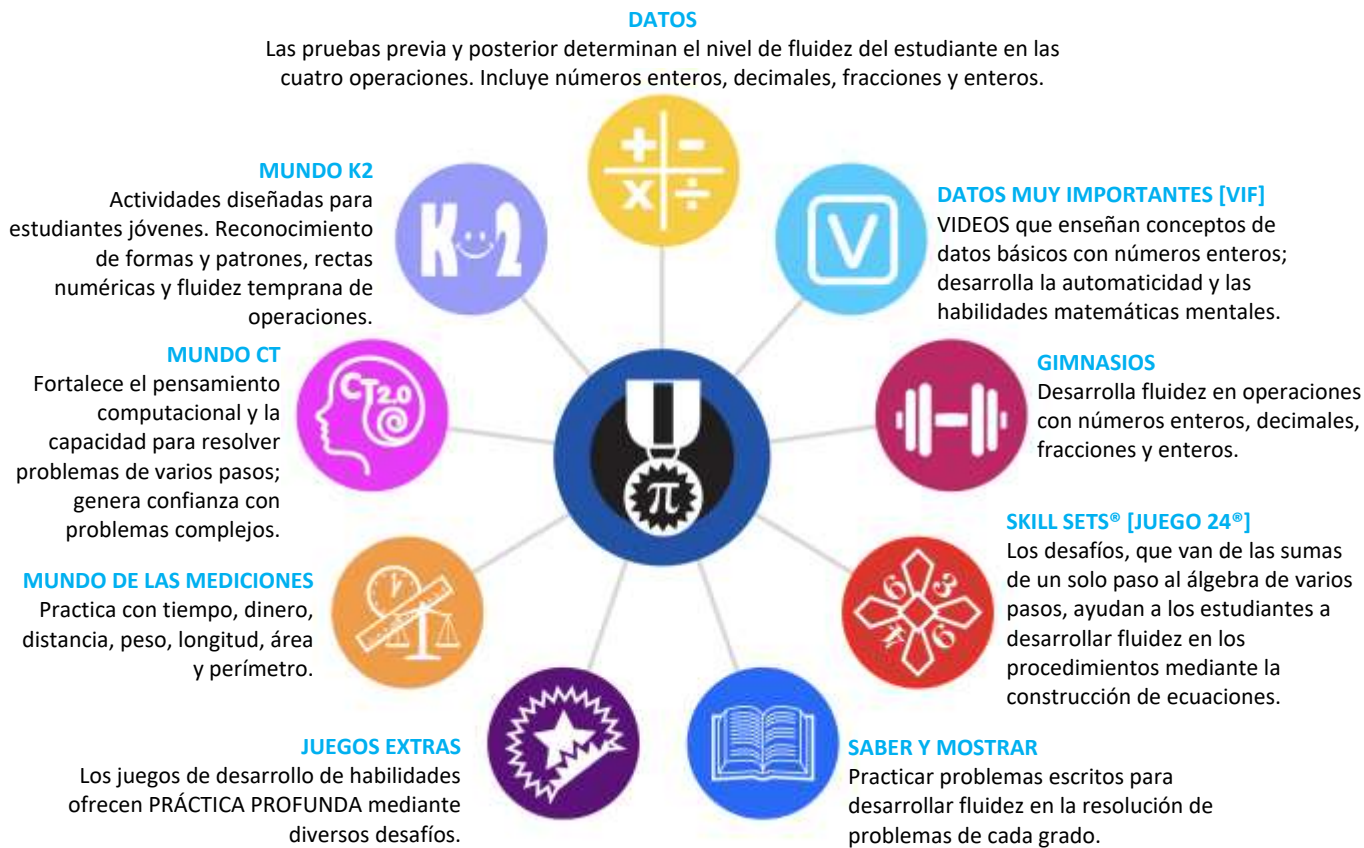 DATOS
Las pruebas previa y posterior determinan el nivel de fluidez del estudiante en las
cuatro operaciones. Incluye números enteros, decimales, fracciones y enteros.
+ -
x ÷
MUNDO K2
Actividades diseñadas para
estudiantes jóvenes. Reconocimiento
de formas y patrones, rectas
numéricas y fluidez temprana de
operaciones.
K 2
V
DATOS MUY IMPORTANTES [VIF]
VIDEOS que enseñan conceptos de
datos básicos con números enteros;
desarrolla la automaticidad y las
habilidades matemáticas mentales.
MUNDO CT
Fortalece el pensamiento
computacional y la
capacidad para resolver
problemas de varios pasos;
genera confianza con
problemas complejos.
CT2.0
π
GIMNASIOS
Desarrolla fluidez en operaciones
con números enteros, decimales,
fracciones y enteros.
MUNDO DE LAS MEDICIONES
Practica con tiempo, dinero,
distancia, peso, longitud, área
y perímetro.
6 3
4 9
SKILL SETS® [JUEGO 24®]
Los desafíos, que van de las sumas
de un solo paso al álgebra de varios
pasos, ayudan a los estudiantes a
desarrollar fluidez en los
procedimientos mediante la
construcción de ecuaciones.
JUEGOS EXTRAS
Los juegos de desarrollo de habilidades
ofrecen PRÁCTICA PROFUNDA mediante
diversos desafíos.
SABER Y MOSTRAR
Practicar problemas escritos para
desarrollar fluidez en la resolución de
problemas de cada grado.